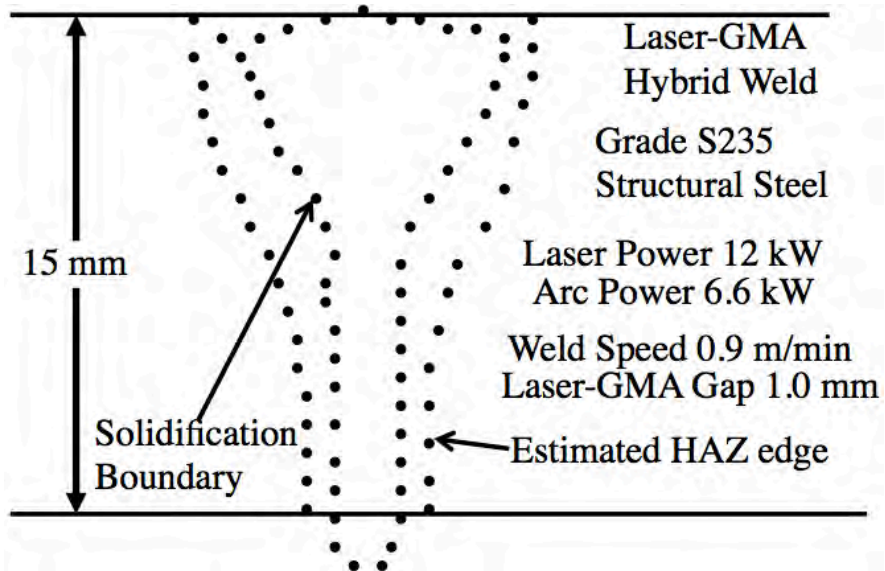 Laser-GMA
Hybrid Weld
Grade S235
Structural Steel
15 mm
Laser Power 12 kW
Arc Power 6.6 kW
Weld Speed 0.9 m/min
Laser-GMA Gap 1.0 mm
Solidification
Boundary
Estimated HAZ edge